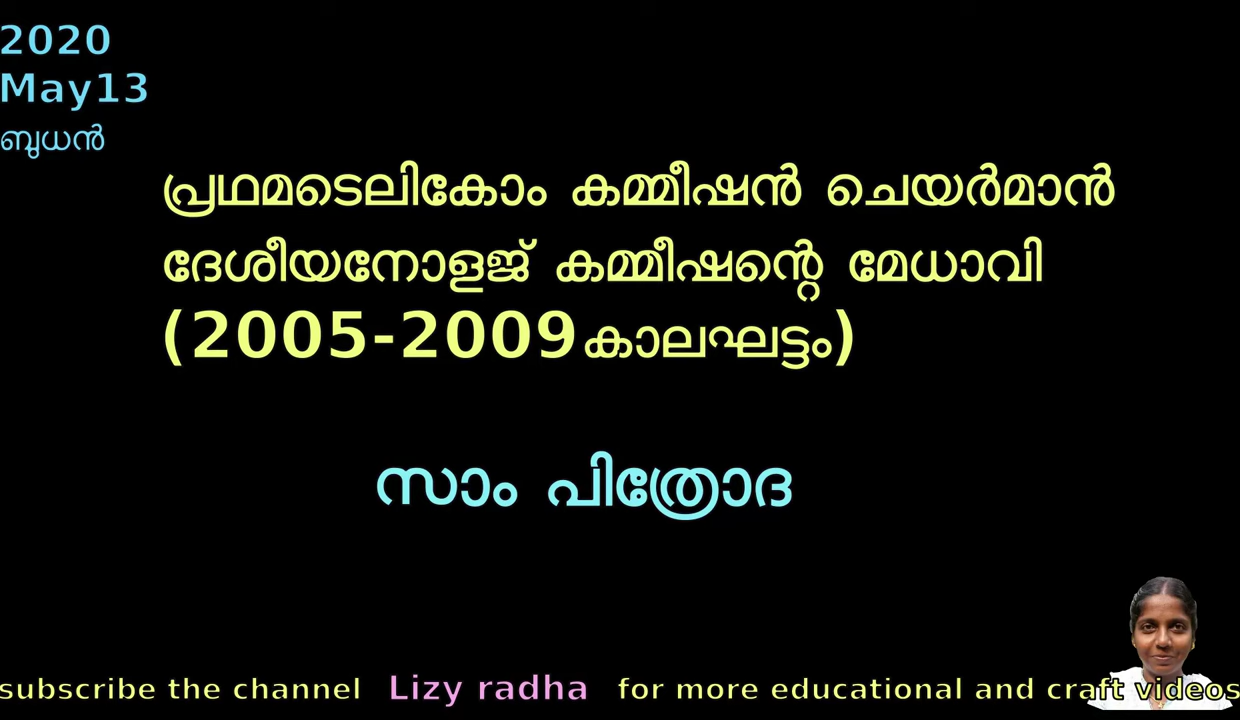 2020
May13
ബുധൻ
പ്രഥമടെലികോം കമ്മീഷൻ ചെയർമാൻ
ദേശീയനോളജ് കമ്മീഷന്റെ മേധാവി
(2005-2009കാലഘട്ടം)
സാം പിത്രോദ
subscribe the channel Lizy radha for more educational and craft videos